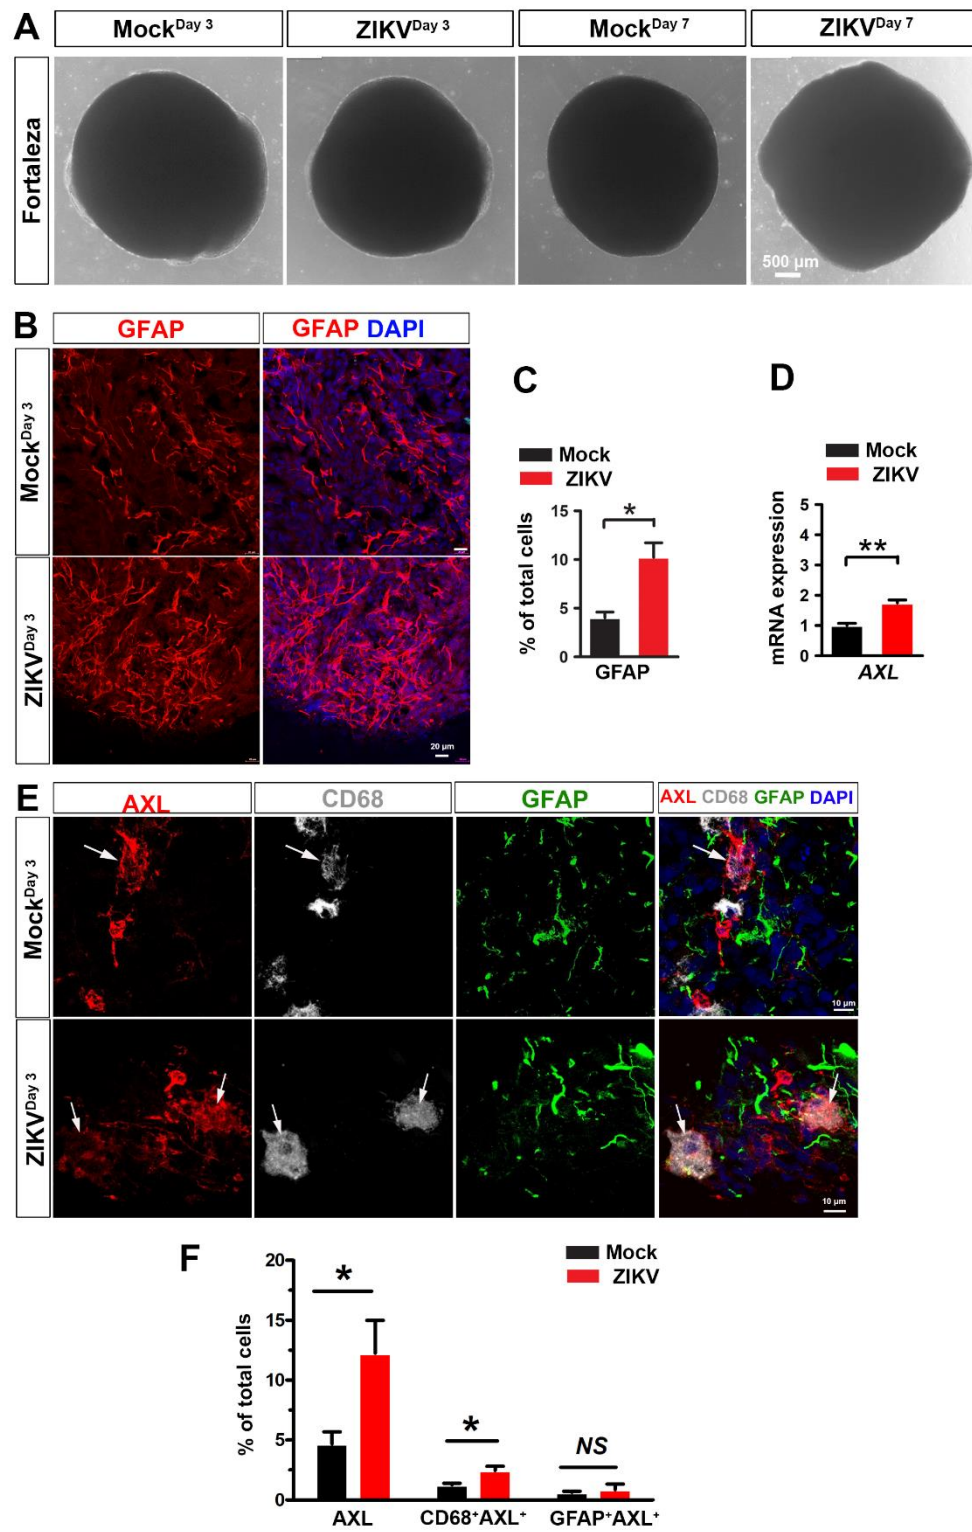 A
Mock Day 3
ZIKV Day 3
Mock Day 7
ZIKV Day 7
Fortaleza
500 µm
B
GFAP
GFAP DAPI
Mock Day 3
ZIKV Day 3
20 µm
C
Mock
ZIKV
% of total cells
15
10
5
0
*
GFAP
D
Mock
ZIKV
mRNA expression
5
4
3
2
1
0
**
AXL
E
AXL
CD68
GFAP
AXL CD68 GFAP DAPI
Mock Day 3
10 µm
ZIKV Day 3
10 µm
F
Mock
ZIKV
% of total cells
20
15
10
5
0
*
*
NS
AXL
CD68⁺AXL⁺
GFAP⁺AXL⁺